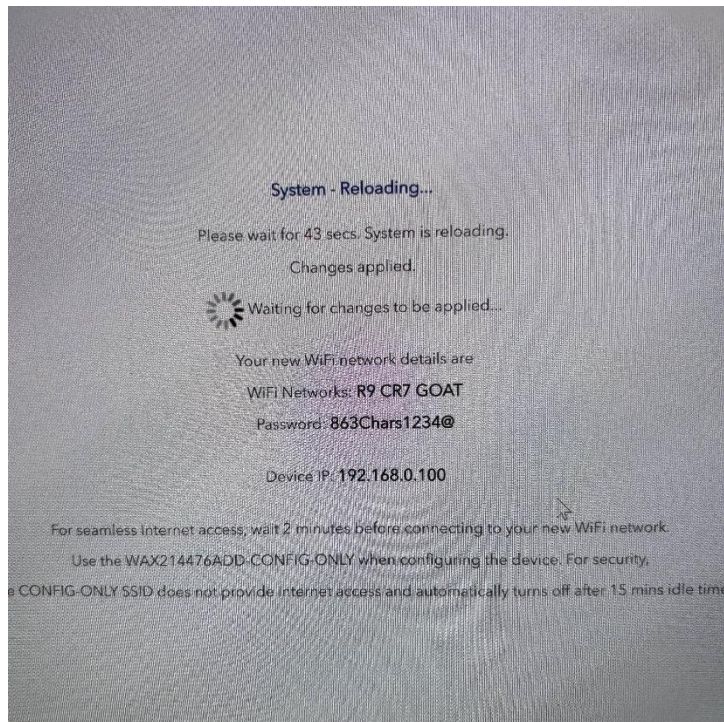 System - Reloading...
Please wait for 43 secs. System is reloading.
Changes applied.
Waiting for changes to be applied...
Your new WiFi network details are
WiFi Networks: R9 CR7 GOAT
Password: 863Chars1234@
Device IP: 192.168.0.100
For seamless Internet access, wait 2 minutes before connecting to your new WiFi network.
Use the WAX214476ADD-CONFIG-ONLY when configuring the device. For security,
e CONFIG-ONLY SSID does not provide Internet access and automatically turns off after 15 mins idle time